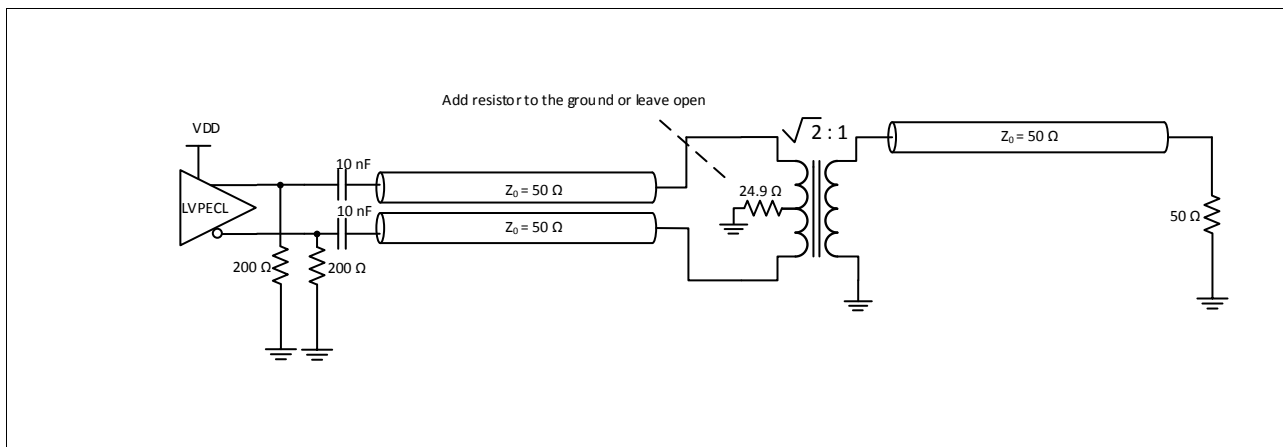 Add resistor to the ground or leave open
VDD
√2 : 1
10 nF
Z0 = 50 Ω
Z0 = 50 Ω
24.9 Ω
LVPECL
10 nF
Z0 = 50 Ω
50 Ω
200 Ω
200 Ω